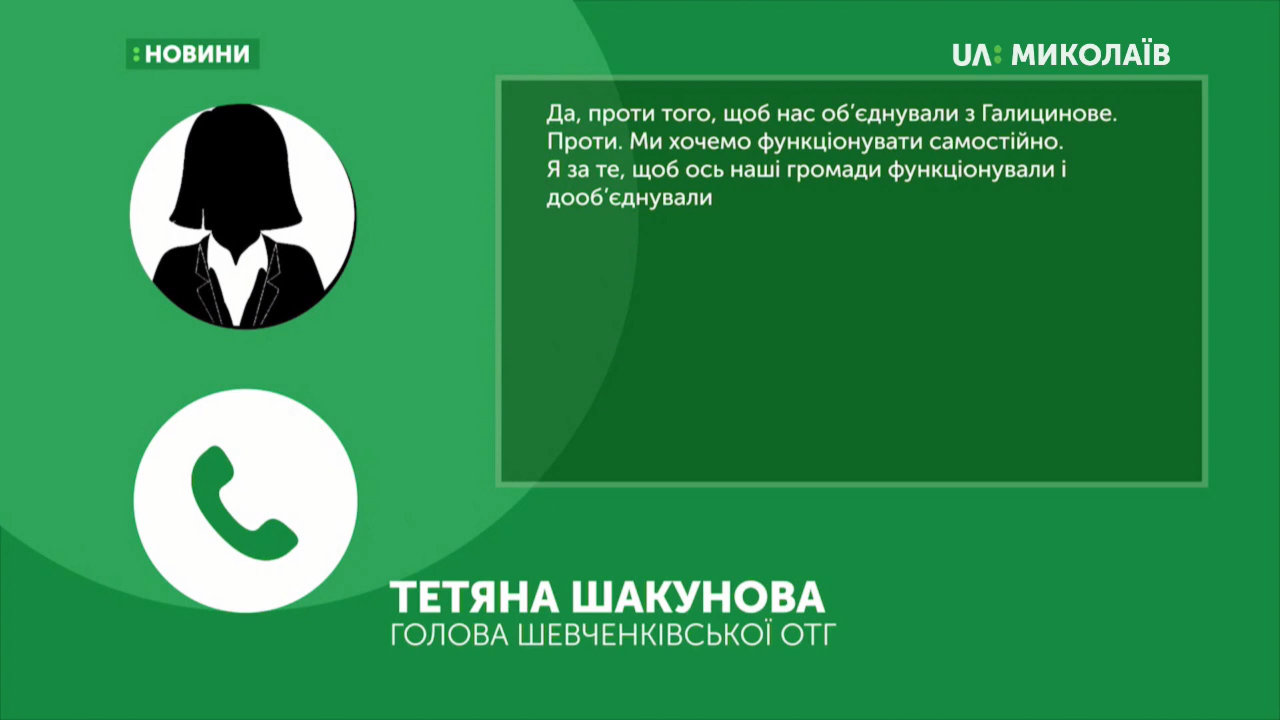 :НОВИНИ
UA: МИКОЛАЇВ
Да, проти того, щоб нас об’єднували з Галицинове.
Проти. Ми хочемо функціонувати самостійно.
Я за те, щоб ось наші громади функціонували і
дооб’єднували
ТЕТЯНА ШАКУНОВА
ГОЛОВА ШЕВЧЕНКІВСЬКОЇ ОТГ